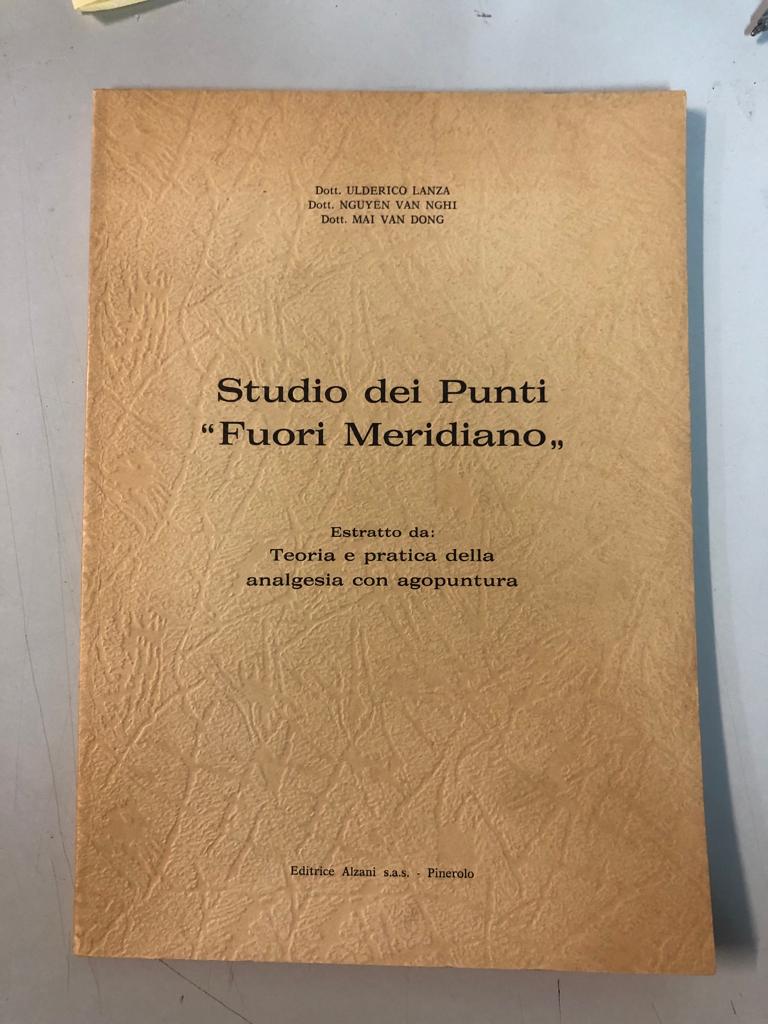 Dott. ULDERICO LANZA
Dott. NGUYEN VAN NGHI
Dott. MAI VAN DONG
Studio dei Punti
“Fuori Meridiano„
Estratto da:
Teoria e pratica della
analgesia con agopuntura
Editrice Alzani s.a.s. - Pinerolo